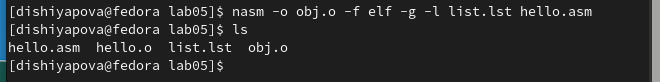 [dishiyapova@fedora lab05]$ nasm -o obj.o -f elf -g -l list.lst hello.asm
[dishiyapova@fedora lab05]$ ls
hello.asm  hello.o  list.lst  obj.o
[dishiyapova@fedora lab05]$